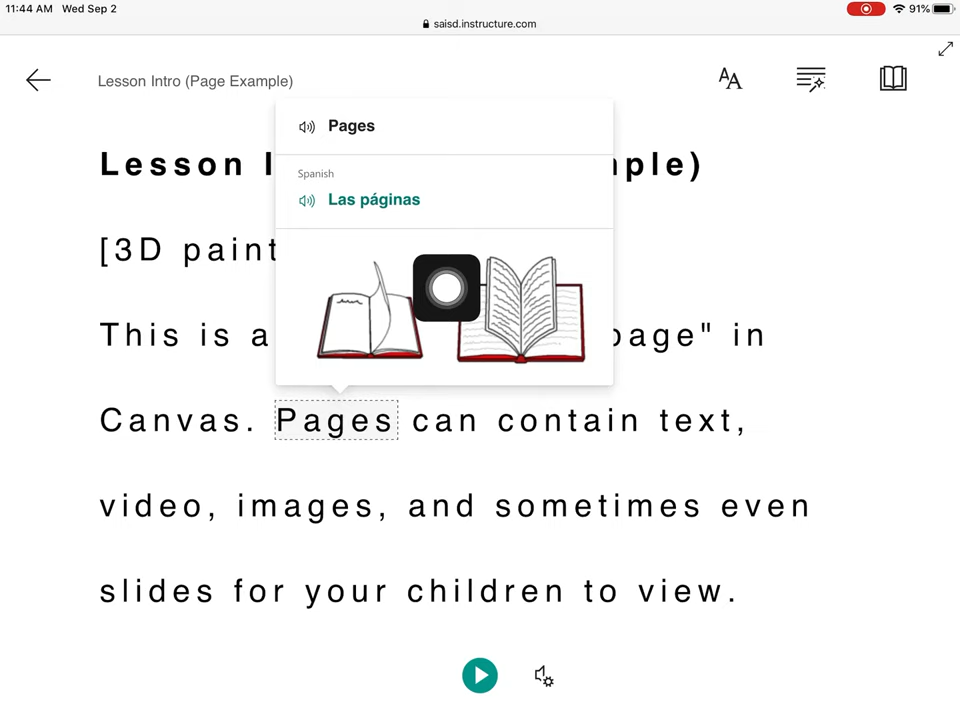 11:44 AM Wed Sep 2
91%
saisd.instructure.com
Lesson Intro (Page Example)
AA
Pages
Spanish
Las páginas
Lesson I ple)
[3D paint
This is a page" in
Canvas. Pages can contain text,
video, images, and sometimes even
slides for your children to view.